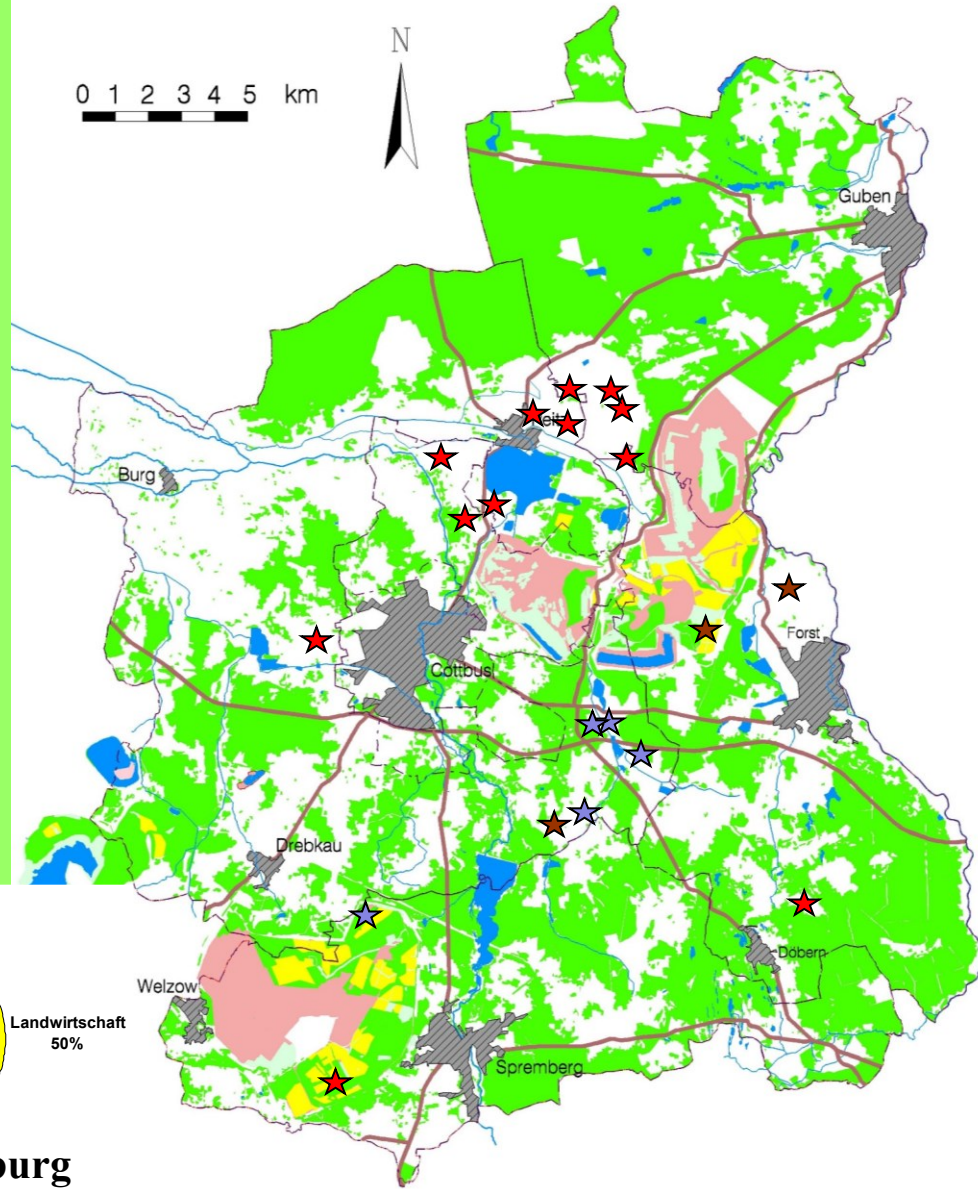 N
0 1 2 3 4 5 km
Guben
Burg
Cottbus
Forst
Drebkau
Döbern
Welzow
Landwirtschaft
50%
Spremberg
burg